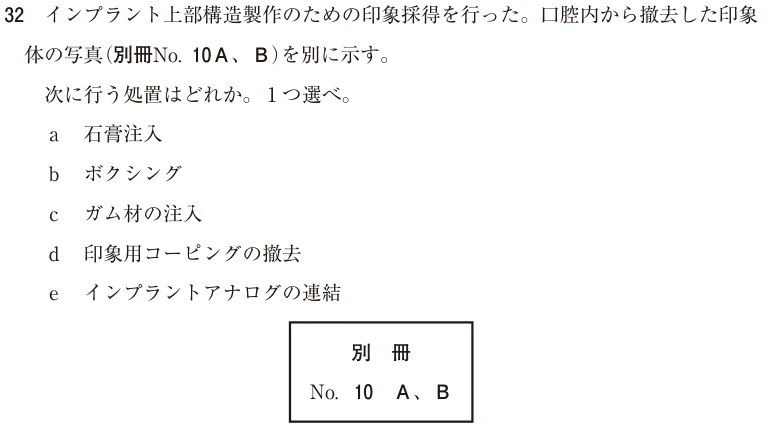 32 インプラント上部構造製作のための印象採得を行った。口腔内から撤去した印象
体の写真(別冊No. 10 A、B)を別に示す。
次に行う処置はどれか。1つ選べ。
a 石膏注入
b ボクシング
c ガム材の注入
d 印象用コーピングの撤去
e インプラントアナログの連結
別 冊
No. 10 A、B